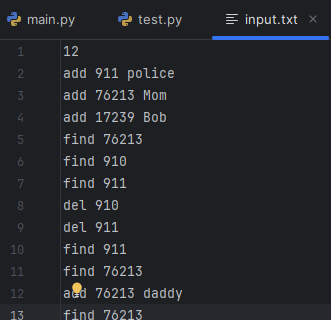 main.py test.py input.txt
1 12
2 add 911 police
3 add 76213 Mom
4 add 17239 Bob
5 find 76213
6 find 910
7 find 911
8 del 910
9 del 911
10 find 911
11 find 76213
12 add 76213 daddy
13 find 76213